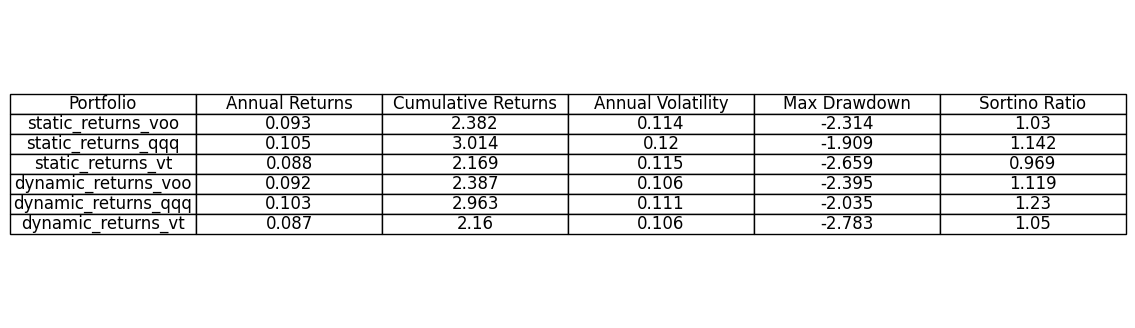 Portfolio Annual Returns Cumulative Returns Annual Volatility Max Drawdown Sortino Ratio
static_returns_voo 0.093 2.382 0.114 -2.314 1.03
static_returns_qqq 0.105 3.014 0.12 -1.909 1.142
static_returns_vt 0.088 2.169 0.115 -2.659 0.969
dynamic_returns_voo 0.092 2.387 0.106 -2.395 1.119
dynamic_returns_qqq 0.103 2.963 0.111 -2.035 1.23
dynamic_returns_vt 0.087 2.16 0.106 -2.783 1.05